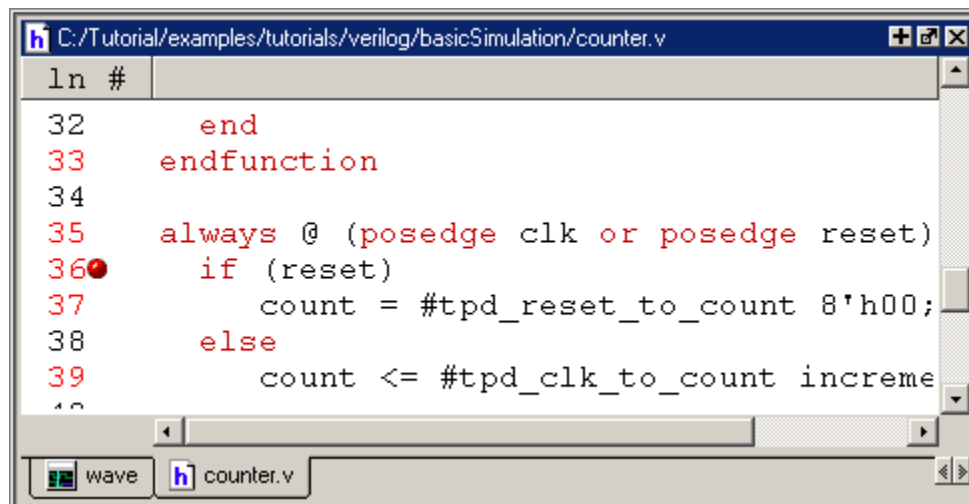 C:/Tutorial/examples/tutorials/verilog/basicSimulation/counter.v
ln #
32 end
33 endfunction
34
35 always @ (posedge clk or posedge reset)
36 if (reset)
37 count = #tpd_reset_to_count 8'h00;
38 else
39 count <= #tpd_clk_to_count increme
wave counter.v